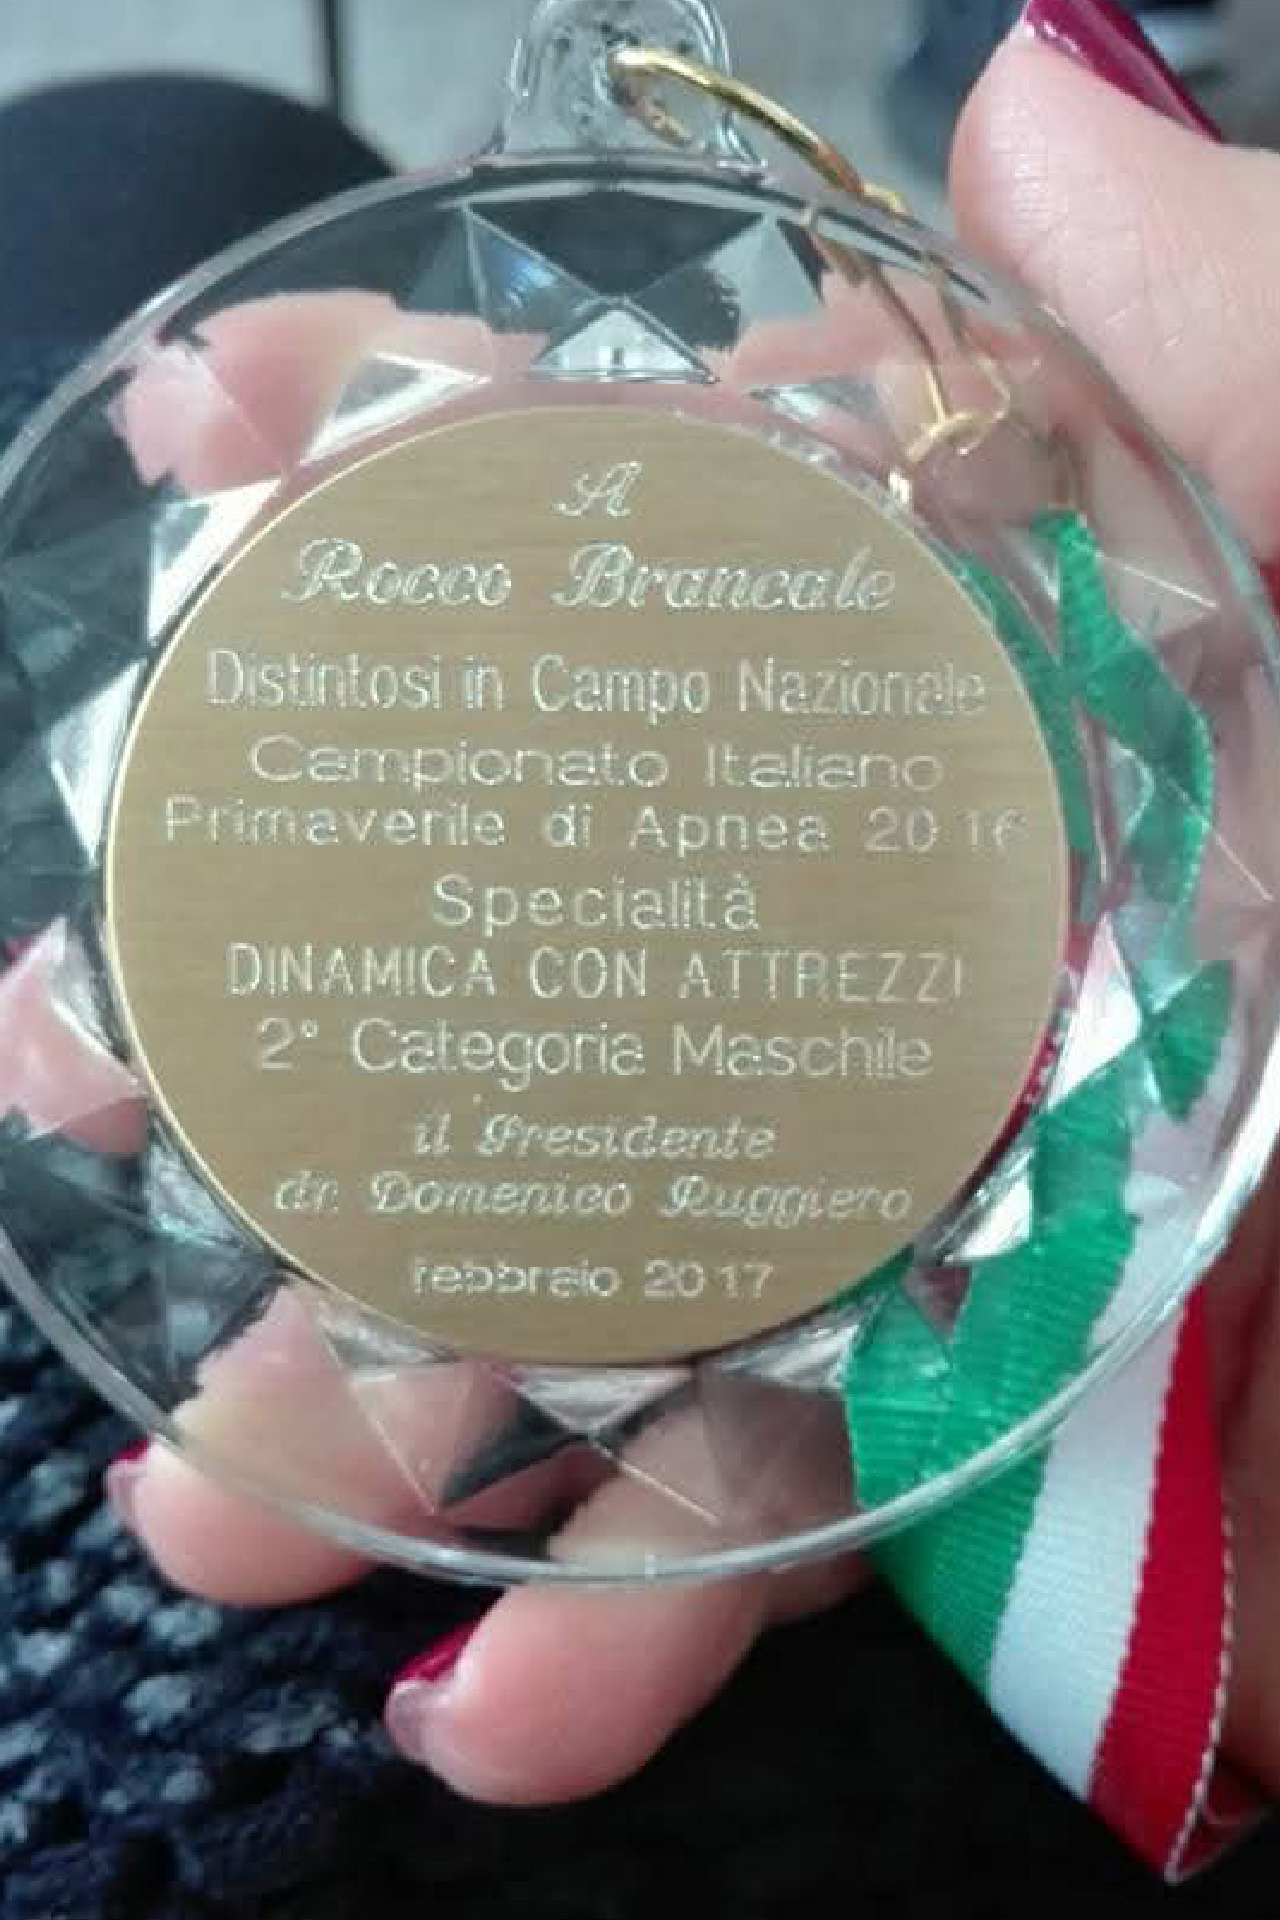 A
Rocco Brancale
Distintosi in Campo Nazionale
Campionato Italiano
Primaverile di Apnea 2016
Specialità
DINAMICA CON ATTREZZI
2° Categoria Maschile
il Presidente
dr. Domenico Ruggiero
febbraio 2017